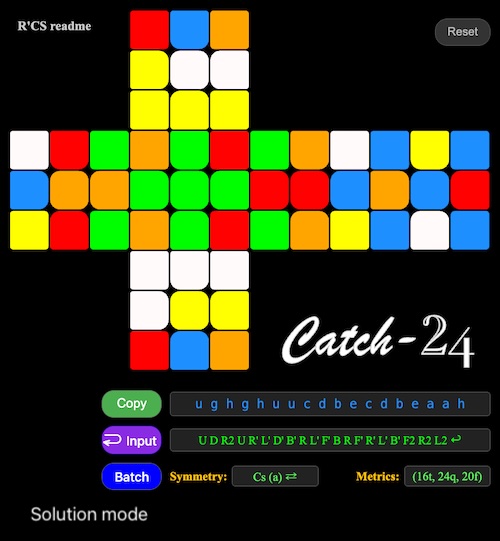 R'CS readme
Reset
Catch-24
Copy
u g h g h u u c d b e c d b e a a h
Input
U D R2 U R' L' D' B' R L' F' B R F' R' L' B' F2 R2 L2 ↩
Batch
Symmetry:
Cs (a) ⇄
Metrics:
(16t, 24q, 20f)
Solution mode